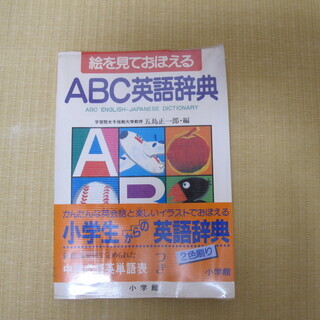 絵を見ておぼえる
ABC英語辞典
ABC ENGLISH-JAPANESE DICTIONARY
五島正一郎・編
A
B
かんたんな英会話と楽しいイラストでおぼえる
小学生からの英語辞典
2色刷り
小学館
小学館